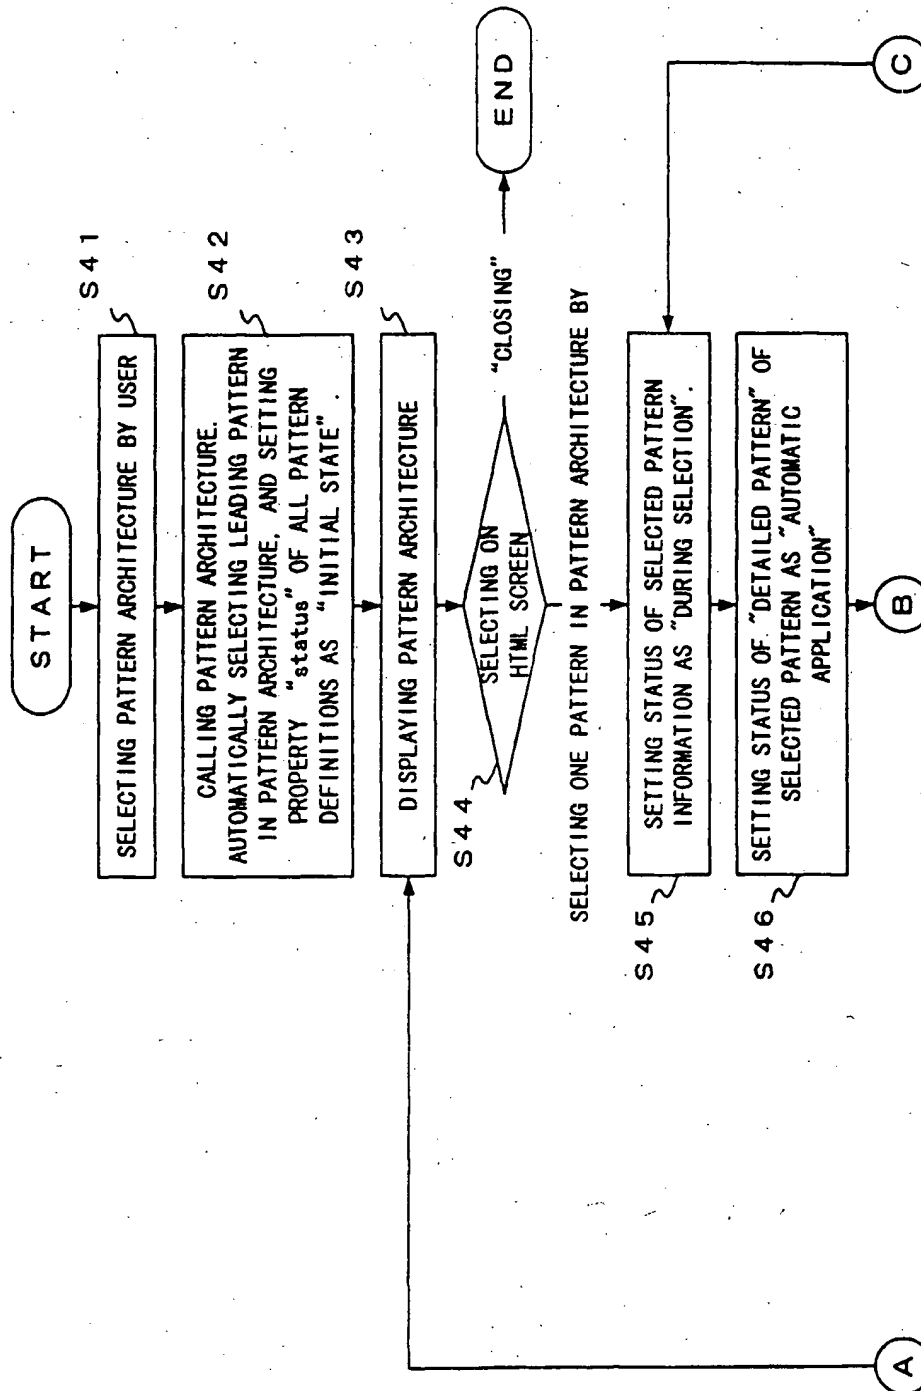 START
S41
SELECTING PATTERN ARCHITECTURE BY USER
S42
CALLING PATTERN ARCHITECTURE.
AUTOMATICALLY SELECTING LEADING PATTERN
IN PATTERN ARCHITECTURE, AND SETTING
PROPERTY "status" OF ALL PATTERN
DEFINITIONS AS "INITIAL STATE".
S43
DISPLAYING PATTERN ARCHITECTURE
S44
SELECTING ON
HTML SCREEN
"CLOSING"
END
SELECTING ONE PATTERN IN PATTERN ARCHITECTURE BY
S45
SETTING STATUS OF SELECTED PATTERN
INFORMATION AS "DURING SELECTION".
S46
SETTING STATUS OF "DETAILED PATTERN" OF
SELECTED PATTERN AS "AUTOMATIC
APPLICATION"
A
B
C